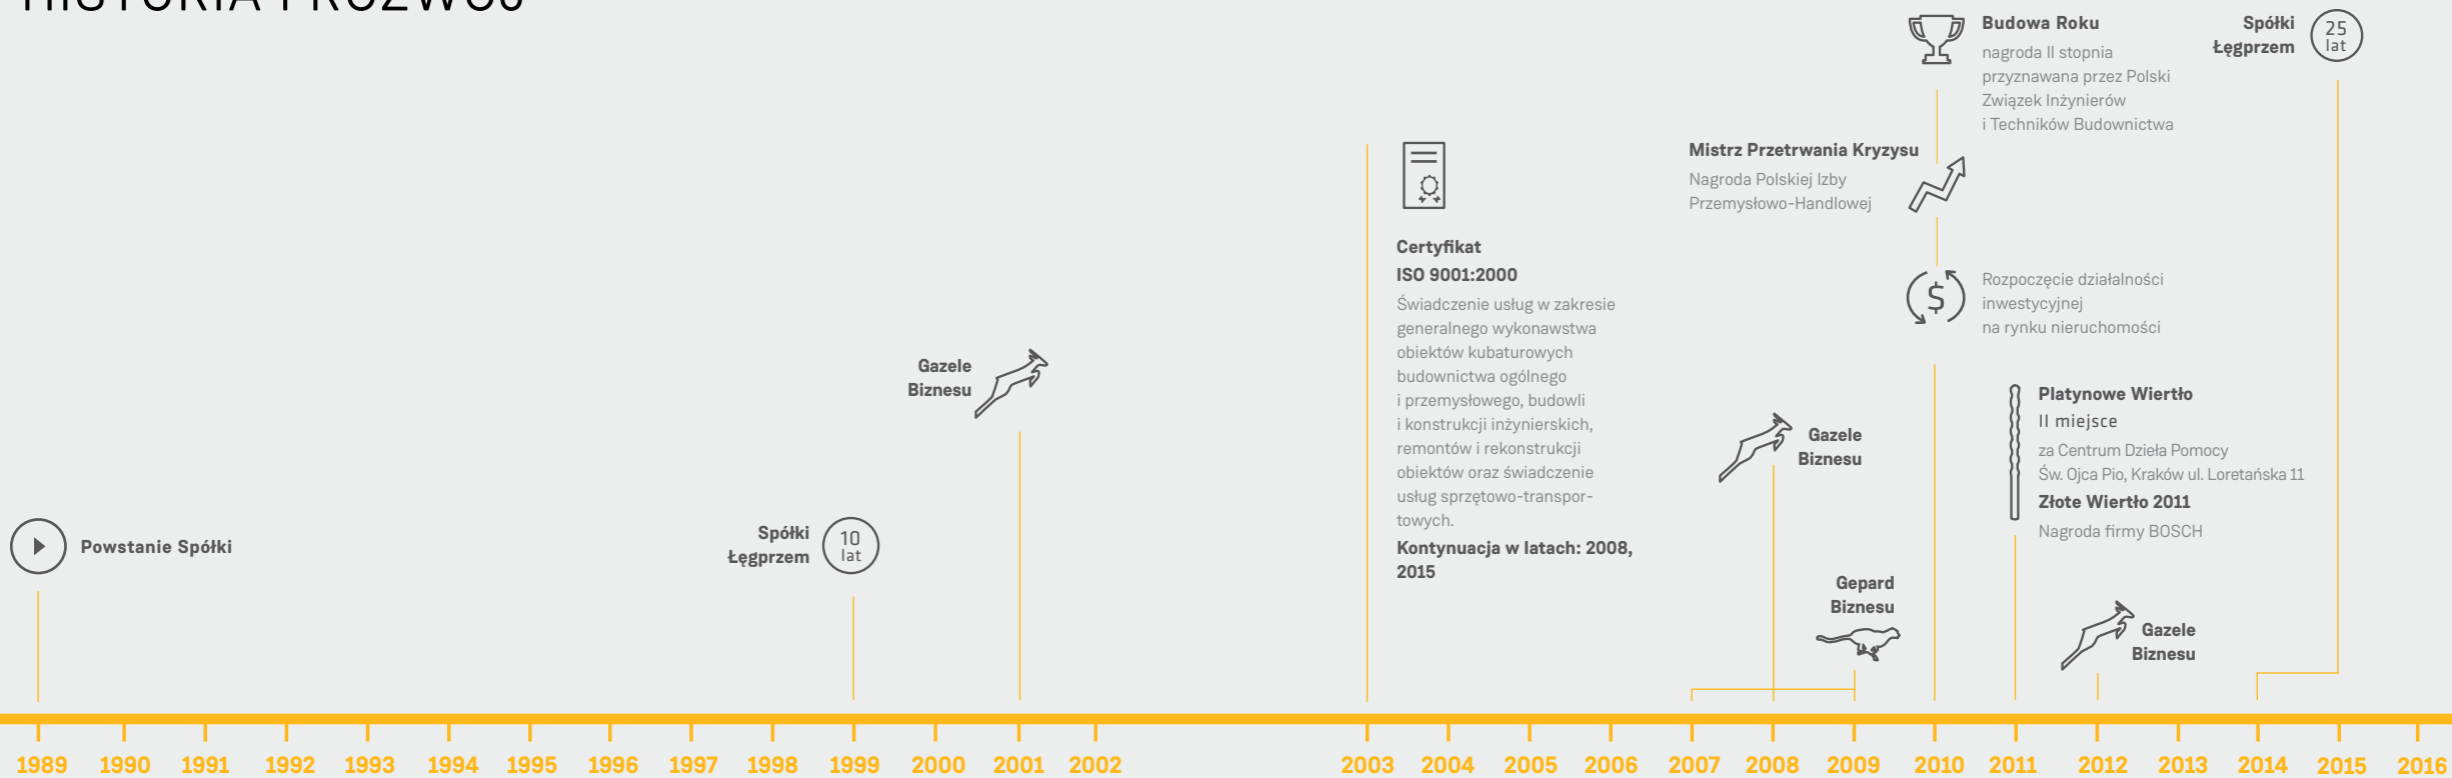 HISTORIA I ROZWÓJ
Budowa Roku
nagroda II stopnia
przyznawana przez Polski
Związek Inżynierów
i Techników Budownictwa
Spółki
Łęgprzem
25
lat
Mistrz Przetrwania Kryzysu
Nagroda Polskiej Izby
Przemysłowo-Handlowej
Certyfikat
ISO 9001:2000
Świadczenie usług w zakresie
generalnego wykonawstwa
obiektów kubaturowych
budownictwa ogólnego
i przemysłowego, budowli
i konstrukcji inżynierskich,
remontów i rekonstrukcji
obiektów oraz świadczenie
usług sprzętowo-transpor-
towych.
Kontynuacja w latach: 2008,
2015
$
Rozpoczęcie działalności
inwestycyjnej
na rynku nieruchomości
Gazele
Biznesu
Platynowe Wiertło
II miejsce
za Centrum Dzieła Pomocy
Św. Ojca Pio, Kraków ul. Loretańska 11
Złote Wiertło 2011
Nagroda firmy BOSCH
Gazele
Biznesu
Powstanie Spółki
Spółki
Łęgprzem
10
lat
Gepard
Biznesu
Gazele
Biznesu
1989 1990 1991 1992 1993 1994 1995 1996 1997 1998 1999 2000 2001 2002 2003 2004 2005 2006 2007 2008 2009 2010 2011 2012 2013 2014 2015 2016